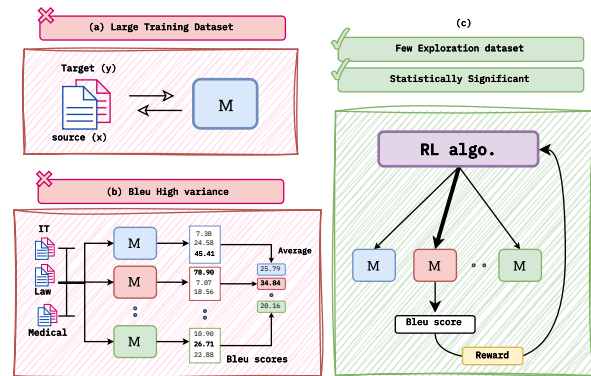 (a) Large Training Dataset
Target (y)
M
source (x)
(b) Bleu High variance
IT
Law
Medical
M
M
M
7.38
24.58
45.41
78.90
7.07
18.56
10.90
26.71
22.88
Average
25.79
34.84
20.16
Bleu scores
(c)
Few Exploration dataset
Statistically Significant
RL algo.
M
M
M
Bleu score
Reward